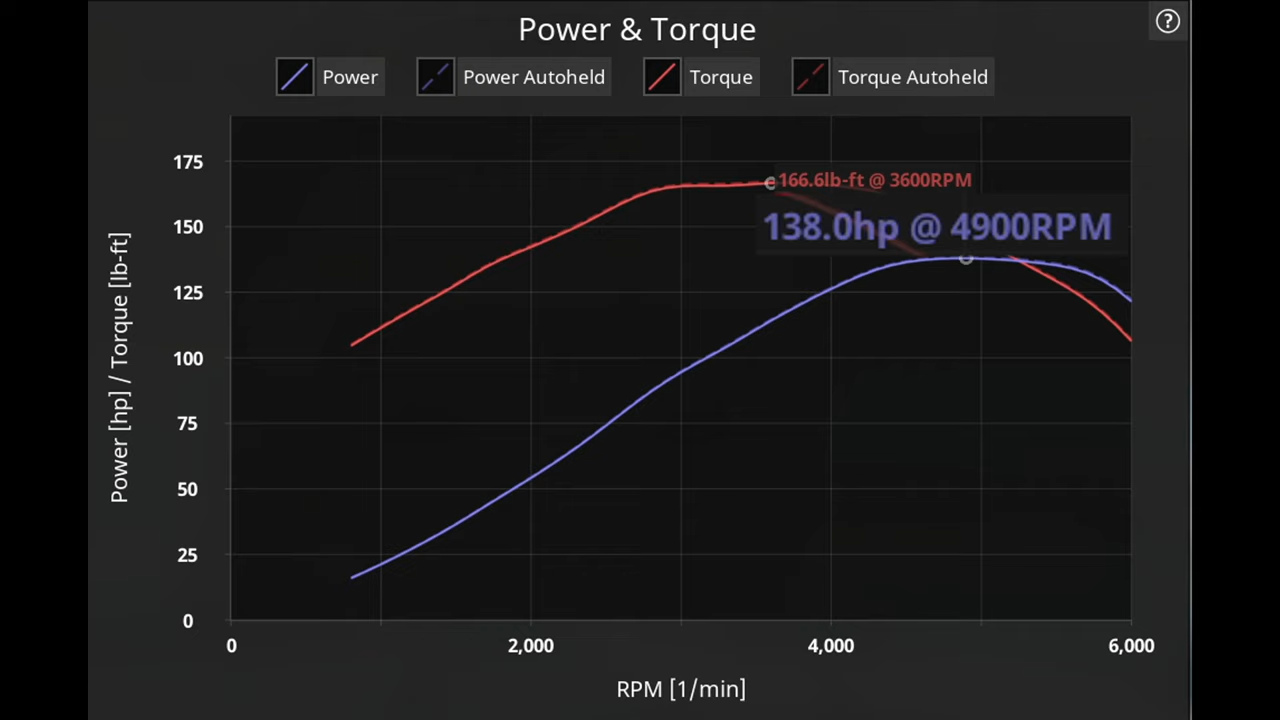 Power & Torque
?
Power
Power Autoheld
Torque
Torque Autoheld
Power [hp] / Torque [lb-ft]
175
150
125
100
75
50
25
0
166.6lb-ft @ 3600RPM
138.0hp @ 4900RPM
0
2,000
4,000
6,000
RPM [1/min]